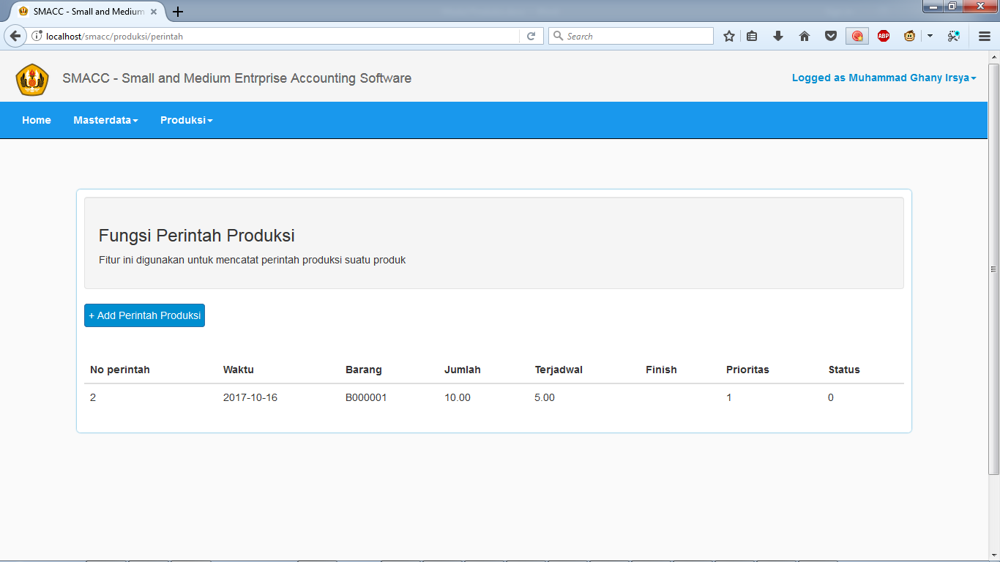 SMACC - Small and Medium
localhost/smacc/produksi/perintah
Search
ABP
SMACC - Small and Medium Entrprise Accounting Software
Logged as Muhammad Ghany Irsya
Home Masterdata Produksi
Fungsi Perintah Produksi
Fitur ini digunakan untuk mencatat perintah produksi suatu produk
+ Add Perintah Produksi
No perintah Waktu Barang Jumlah Terjadwal Finish Prioritas Status
2 2017-10-16 B000001 10.00 5.00 1 0